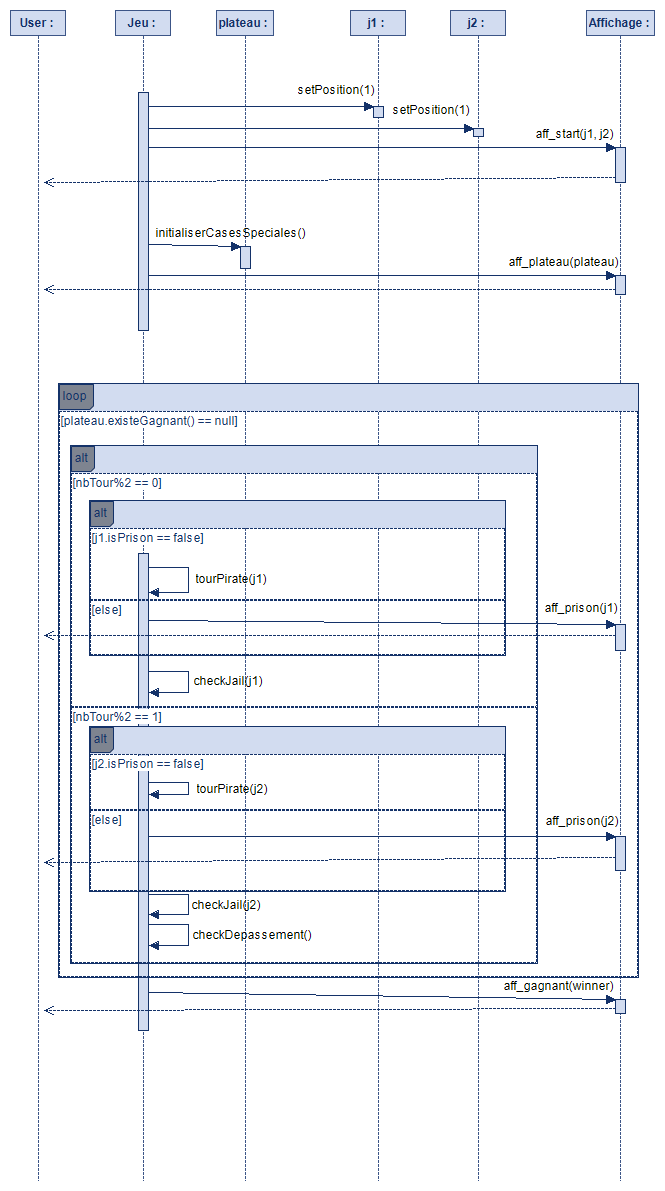 User :
Jeu :
plateau :
j1 :
j2 :
Affichage :
setPosition(1)
setPosition(1)
aff_start(j1, j2)
initialiserCasesSpeciales()
aff_plateau(plateau)
loop
[plateau.existeGagnant() == null]
alt
[nbTour%2 == 0]
alt
[j1.isPrison == false]
tourPirate(j1)
[else]
aff_prison(j1)
checkJail(j1)
[nbTour%2 == 1]
alt
[j2.isPrison == false]
tourPirate(j2)
[else]
aff_prison(j2)
checkJail(j2)
checkDepassement()
aff_gagnant(winner)